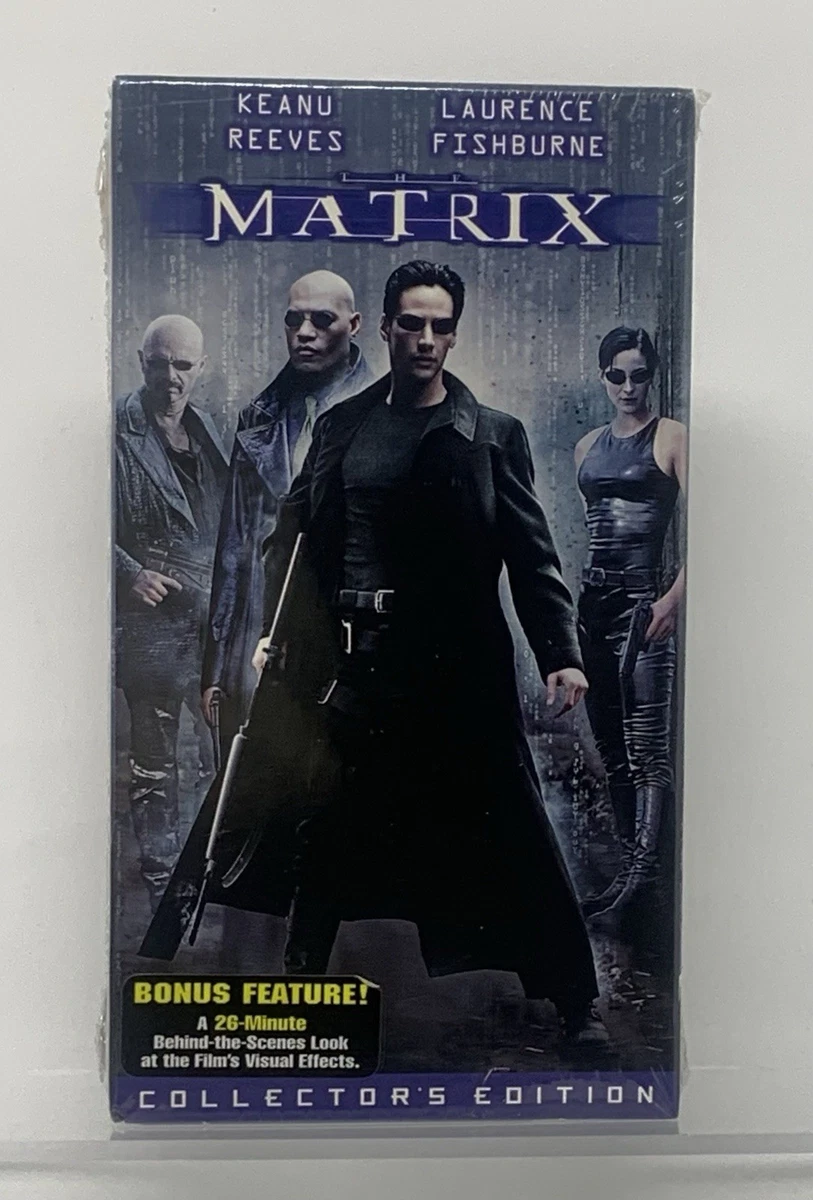 KEANU LAURENCE
REEVES FISHBURNE
THE
MATRIX
BONUS FEATURE!
A 26-Minute
Behind-the-Scenes Look
at the Film's Visual Effects.
COLLECTOR'S EDITION